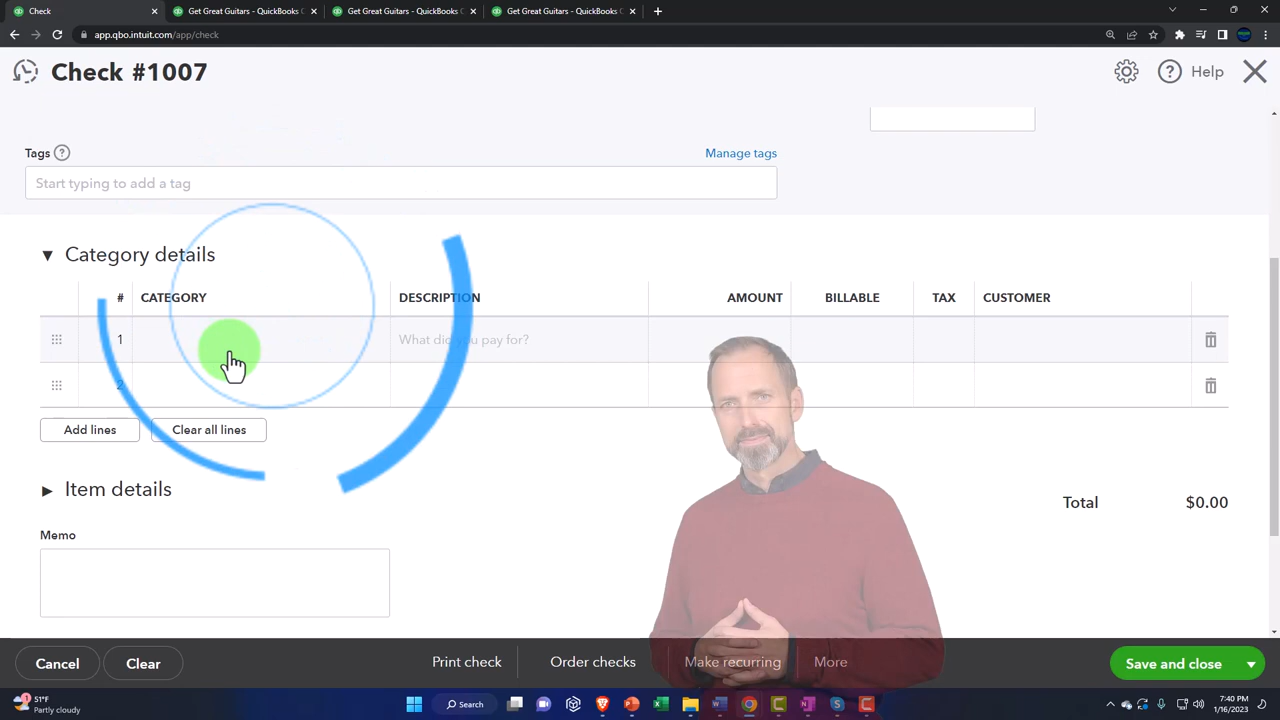 Check
Get Great Guitars - QuickBooks C
Get Great Guitars - QuickBooks C
Get Great Guitars - QuickBooks C
app.qbo.intuit.com/app/check
Check #1007
Help
Tags
Manage tags
Start typing to add a tag
Category details
# CATEGORY DESCRIPTION AMOUNT BILLABLE TAX CUSTOMER
1 What did you pay for?
2
Add lines Clear all lines
Item details
Total $0.00
Memo
Cancel Clear Print check Order checks Make recurring More Save and close
1 51°F
Partly cloudy
Search
7:40 PM
1/16/2023